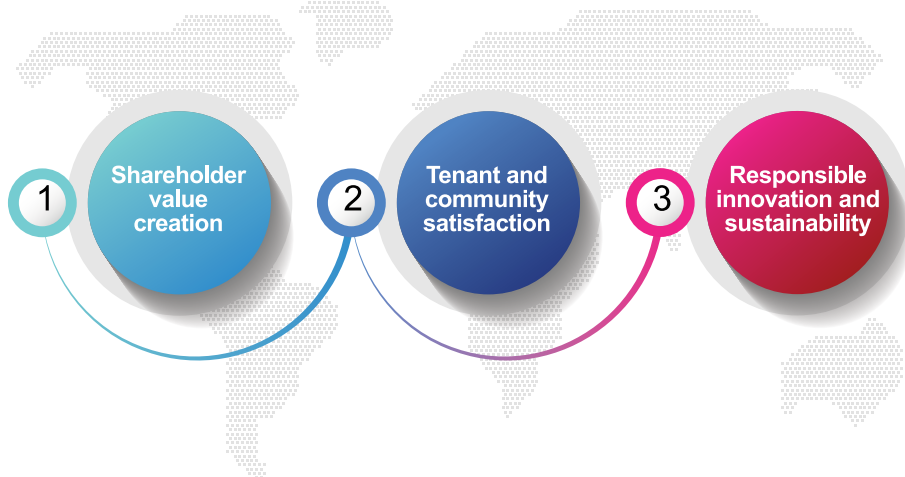 1
Shareholder
value
creation
2
Tenant and
community
satisfaction
3
Responsible
innovation and
sustainability